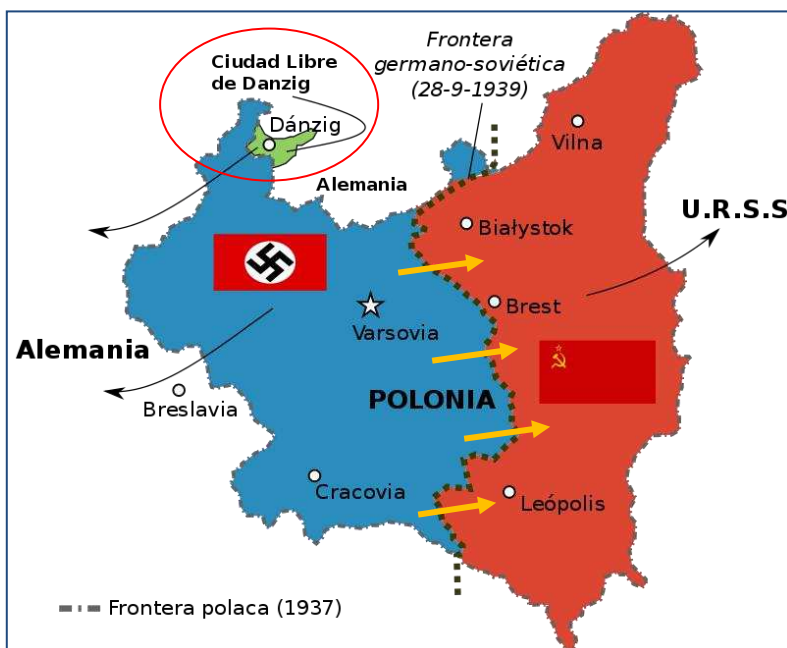 Ciudad Libre
de Danzig
Dánzig
Frontera
germano-soviética
(28-9-1939)
Vilna
Alemania
U.R.S.S
Białystok
Brest
Varsovia
Alemania
Breslavia
POLONIA
Cracovia
Leópolis
Frontera polaca (1937)